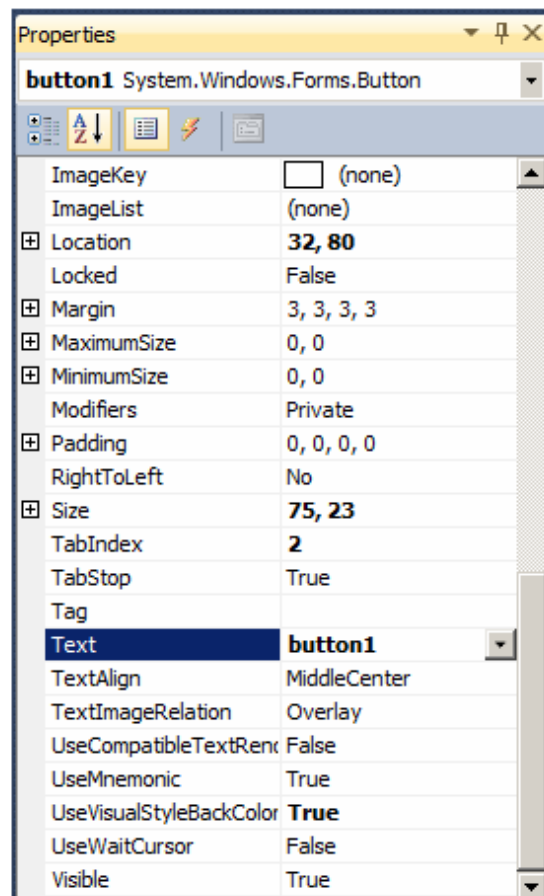 Properties
button1 System.Windows.Forms.Button
A Z
ImageKey (none)
ImageList (none)
Location 32, 80
Locked False
Margin 3, 3, 3, 3
MaximumSize 0, 0
MinimumSize 0, 0
Modifiers Private
Padding 0, 0, 0, 0
RightToLeft No
Size 75, 23
TabIndex 2
TabStop True
Tag
Text button1
TextAlign MiddleCenter
TextImageRelation Overlay
UseCompatibleTextRend False
UseMnemonic True
UseVisualStyleBackColor True
UseWaitCursor False
Visible True